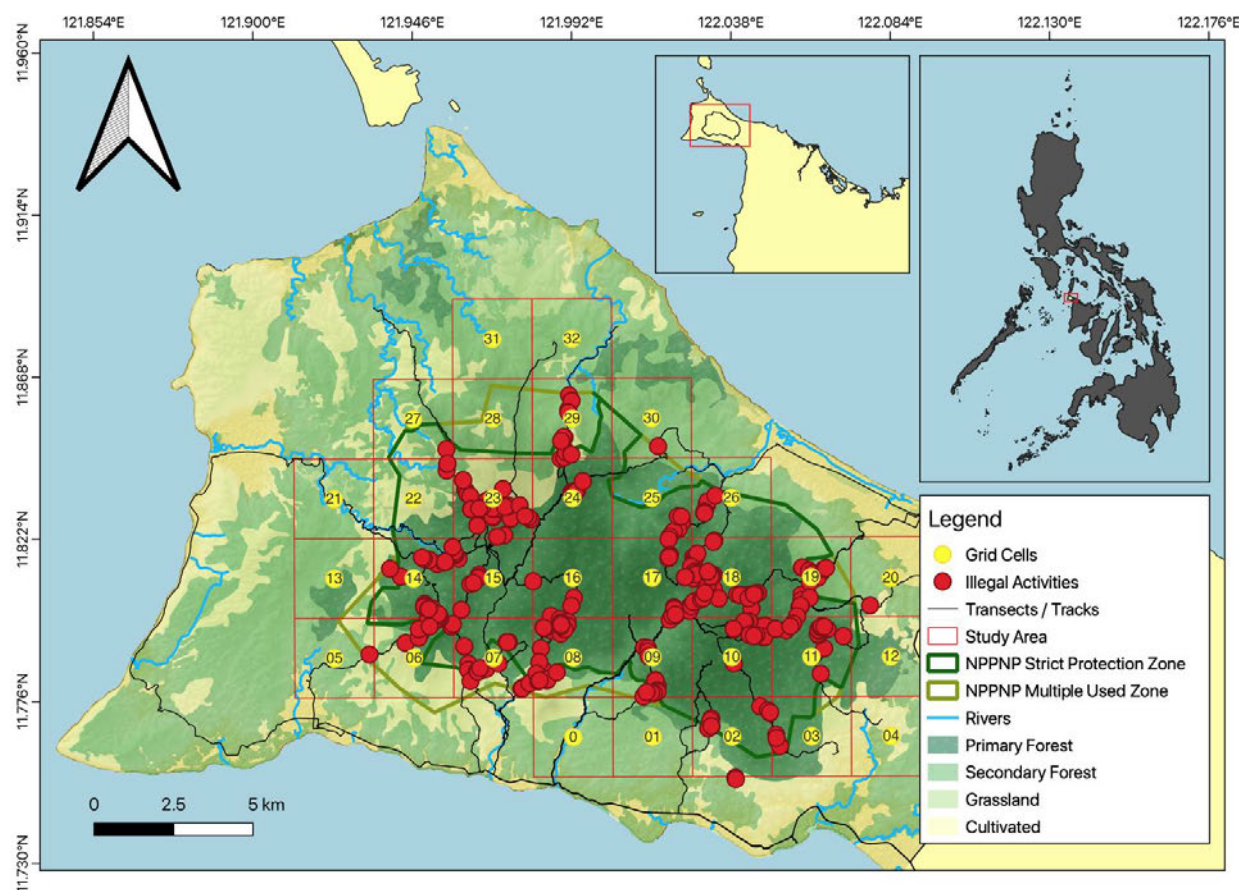 121.854°E 121.900°E 121.946°E 121.992°E 122.038°E 122.084°E 122.130°E 122.176°E
11.960°N
11.914°N
11.868°N
11.822°N
11.776°N
11.730°N
31 32
27 28 29 30
21 22 23 24 25 26
13 14 15 16 17 18 19 20
05 06 07 08 09 10 11 12
0 01 02 03 04
0 2.5 5 km
Legend
Grid Cells
Illegal Activities
Transects / Tracks
Study Area
NPPNP Strict Protection Zone
NPPNP Multiple Used Zone
Rivers
Primary Forest
Secondary Forest
Grassland
Cultivated